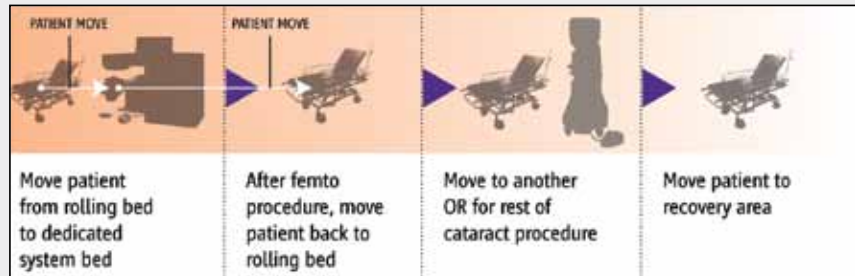 PATIENT MOVE
PATIENT MOVE
Move patient
from rolling bed
to dedicated
system bed
After femto
procedure, move
patient back to
rolling bed
Move to another
OR for rest of
cataract procedure
Move patient to
recovery area